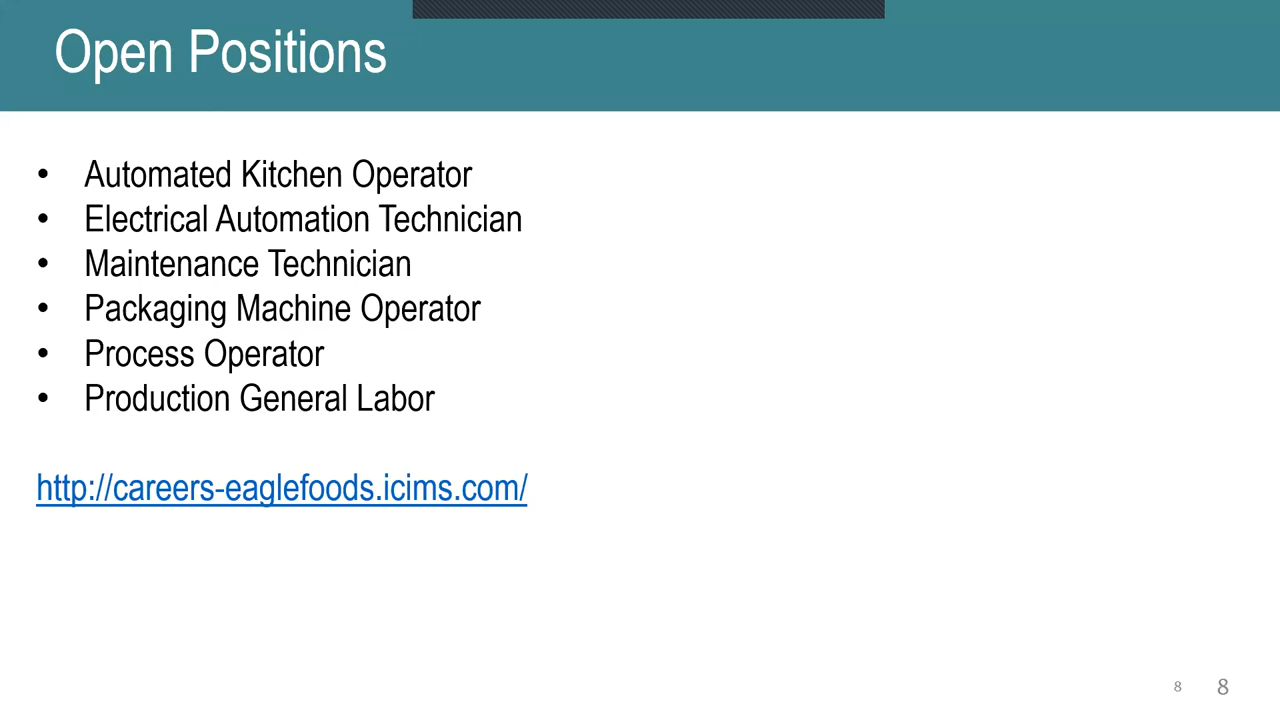 Open Positions
• Automated Kitchen Operator
• Electrical Automation Technician
• Maintenance Technician
• Packaging Machine Operator
• Process Operator
• Production General Labor
http://careers-eaglefoods.icims.com/
8 8